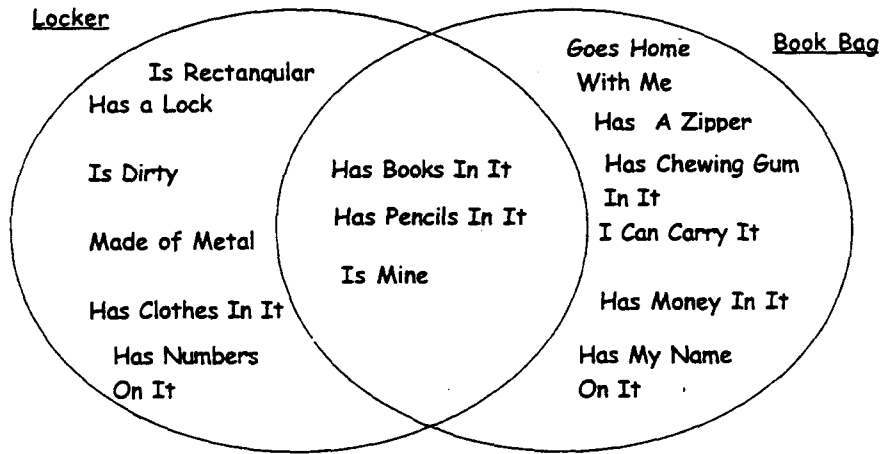 Locker
Is Rectangular
Has a Lock
Is Dirty
Made of Metal
Has Clothes In It
Has Numbers
On It
Has Books In It
Has Pencils In It
Is Mine
Book Bag
Goes Home
With Me
Has A Zipper
Has Chewing Gum
In It
I Can Carry It
Has Money In It
Has My Name
On It